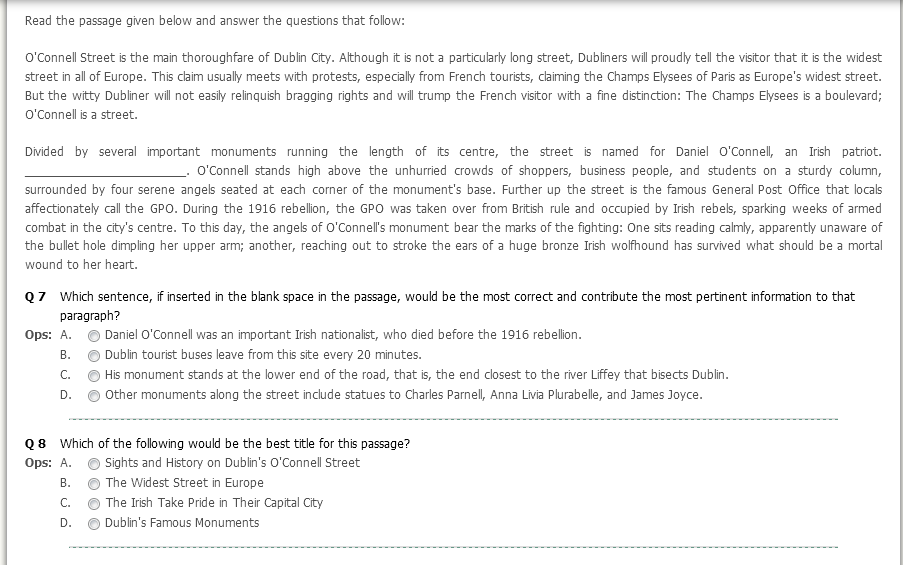 Read the passage given below and answer the questions that follow:
O'Connell Street is the main thoroughfare of Dublin City. Although it is not a particularly long street, Dubliners will proudly tell the visitor that it is the widest
street in all of Europe. This claim usually meets with protests, especially from French tourists, claiming the Champs Elysees of Paris as Europe's widest street.
But the witty Dubliner will not easily relinquish bragging rights and will trump the French visitor with a fine distinction: The Champs Elysees is a boulevard;
O'Connell is a street.
Divided by several important monuments running the length of its centre, the street is named for Daniel O'Connell, an Irish patriot.
_______________________. O'Connell stands high above the unhurried crowds of shoppers, business people, and students on a sturdy column,
surrounded by four serene angels seated at each corner of the monument's base. Further up the street is the famous General Post Office that locals
affectionately call the GPO. During the 1916 rebellion, the GPO was taken over from British rule and occupied by Irish rebels, sparking weeks of armed
combat in the city's centre. To this day, the angels of O'Connell's monument bear the marks of the fighting: One sits reading calmly, apparently unaware of
the bullet hole dimpling her upper arm; another, reaching out to stroke the ears of a huge bronze Irish wolfhound has survived what should be a mortal
wound to her heart.
Q 7 Which sentence, if inserted in the blank space in the passage, would be the most correct and contribute the most pertinent information to that
paragraph?
Ops: A. Daniel O'Connell was an important Irish nationalist, who died before the 1916 rebellion.
B. Dublin tourist buses leave from this site every 20 minutes.
C. His monument stands at the lower end of the road, that is, the end closest to the river Liffey that bisects Dublin.
D. Other monuments along the street include statues to Charles Parnell, Anna Livia Plurabelle, and James Joyce.
Q 8 Which of the following would be the best title for this passage?
Ops: A. Sights and History on Dublin's O'Connell Street
B. The Widest Street in Europe
C. The Irish Take Pride in Their Capital City
D. Dublin's Famous Monuments